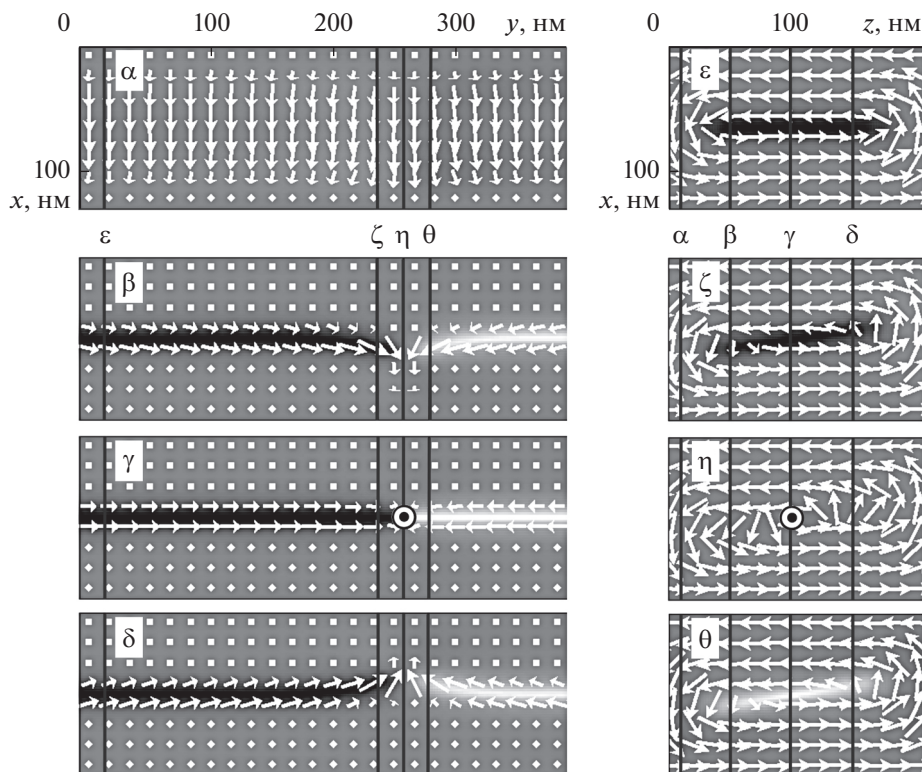 0 100 200 300 y, нм
0 100 z, нм
α
ε
100
x, нм
100
x, нм
ε ζ η θ
α β γ δ
β
ζ
γ
η
δ
θ